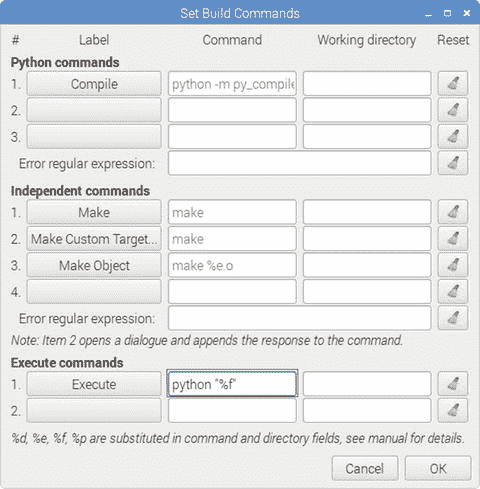 Set Build Commands
# Label Command Working directory Reset
Python commands
1. Compile python -m py_compile
2.
3.
Error regular expression:
Independent commands
1. Make make
2. Make Custom Target... make
3. Make Object make %e.o
4.
Error regular expression:
Note: Item 2 opens a dialogue and appends the response to the command.
Execute commands
1. Execute python "%f"
2.
%d, %e, %f, %p are substituted in command and directory fields, see manual for details.
Cancel OK